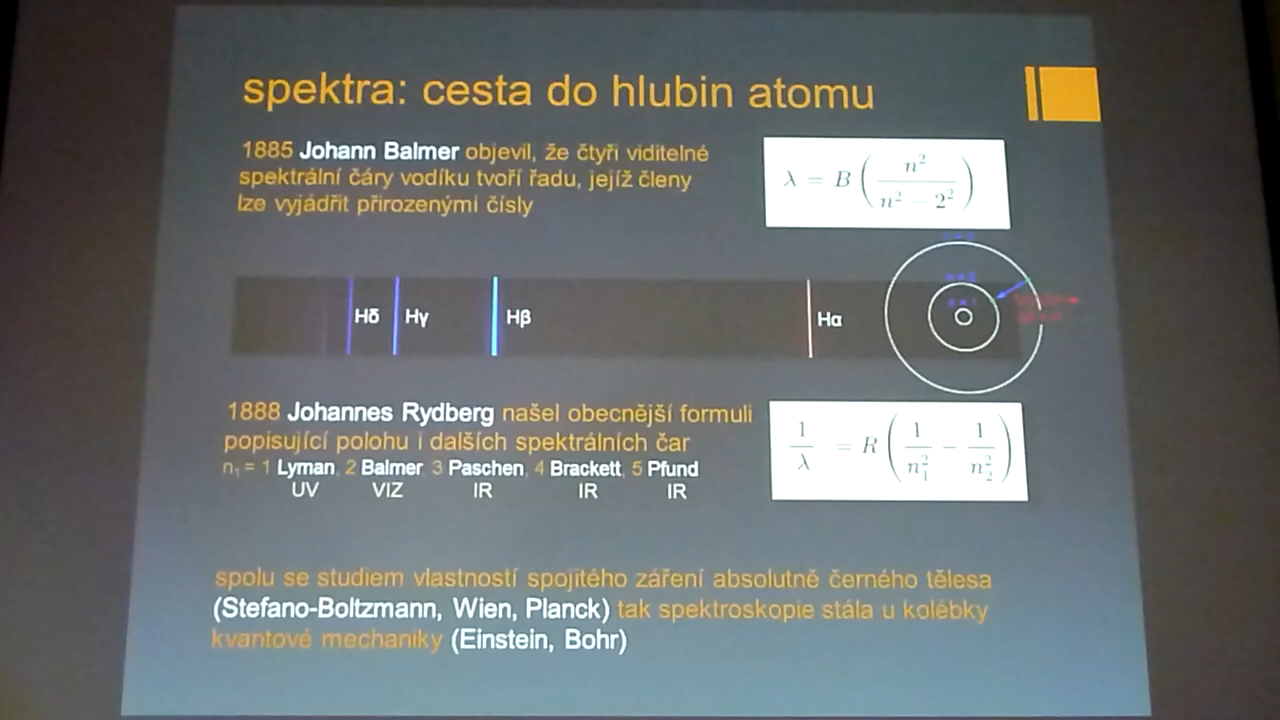 spektra: cesta do hlubin atomu
1885 Johann Balmer objevil, že čtyři viditelné
spektrální čáry vodíku tvoří řadu, jejíž členy
lze vyjádřit přirozenými čísly
λ = B ( n² / n² − 2² )
Hδ Hγ Hβ Hα
1888 Johannes Rydberg našel obecnější formuli
popisující polohu i dalších spektrálních čar
n₁ = 1 Lyman, 2 Balmer, 3 Paschen, 4 Brackett, 5 Pfund
UV VIZ IR IR IR
1/λ = R ( 1/n₁² − 1/n₂² )
spolu se studiem vlastností spojitého záření absolutně černého tělesa
(Stefano-Boltzmann, Wien, Planck) tak spektroskopie stála u kolébky
kvantové mechaniky (Einstein, Bohr)